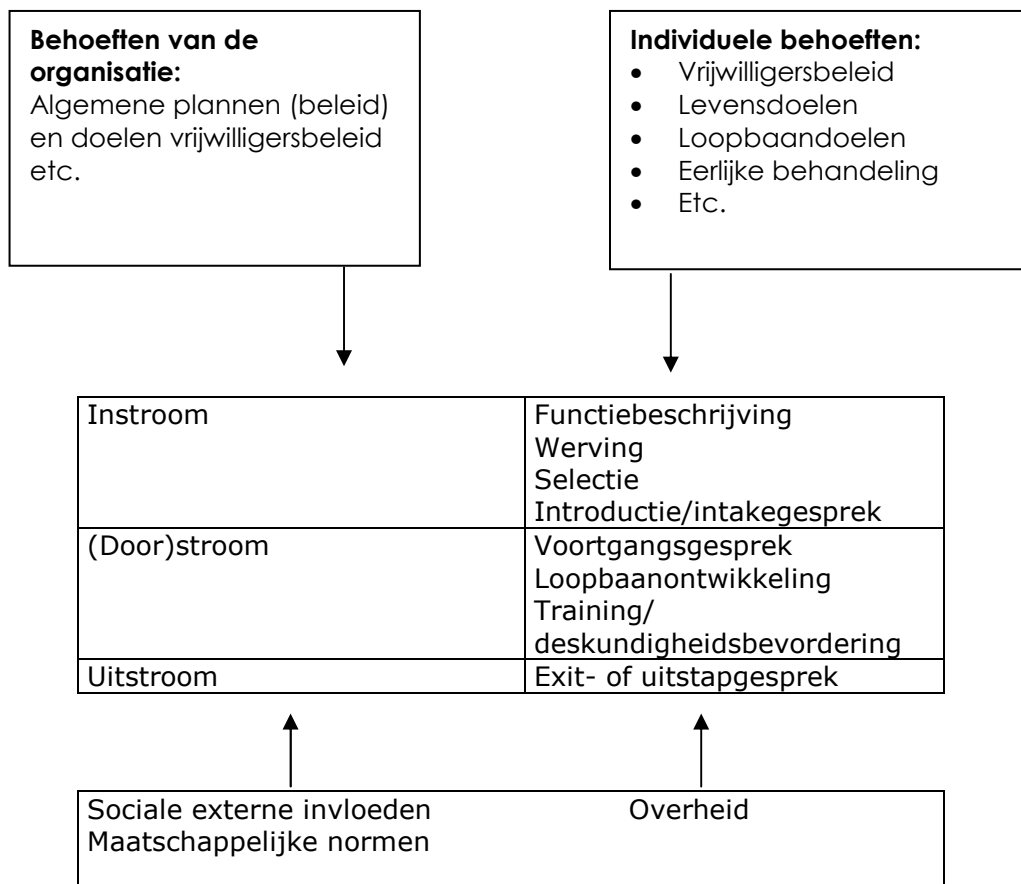 Behoeften van de
organisatie:
Algemene plannen (beleid)
en doelen vrijwilligersbeleid
etc.
Individuele behoeften:
• Vrijwilligersbeleid
• Levensdoelen
• Loopbaandoelen
• Eerlijke behandeling
• Etc.
Instroom
Functiebeschrijving
Werving
Selectie
Introductie/intakegesprek
(Door)stroom
Voortgangsgesprek
Loopbaanontwikkeling
Training/
deskundigheidsbevordering
Uitstroom
Exit- of uitstapgesprek
Sociale externe invloeden
Maatschappelijke normen
Overheid